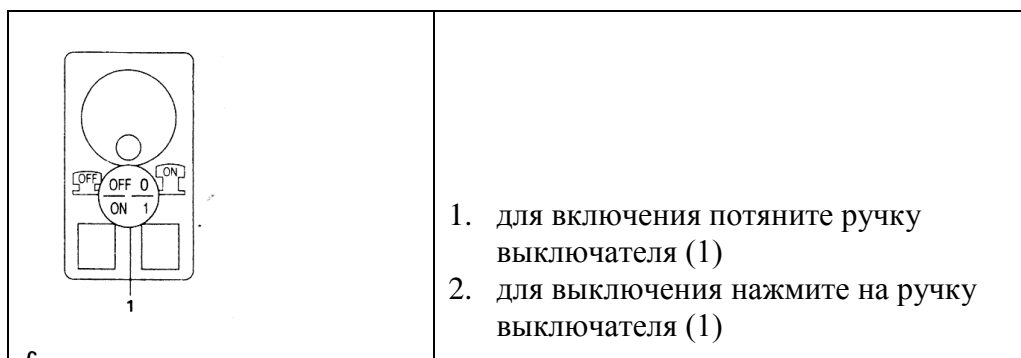 OFF
ON
OFF 0
ON 1
1
1. для включения потяните ручку
выключателя (1)
2. для выключения нажмите на ручку
выключателя (1)